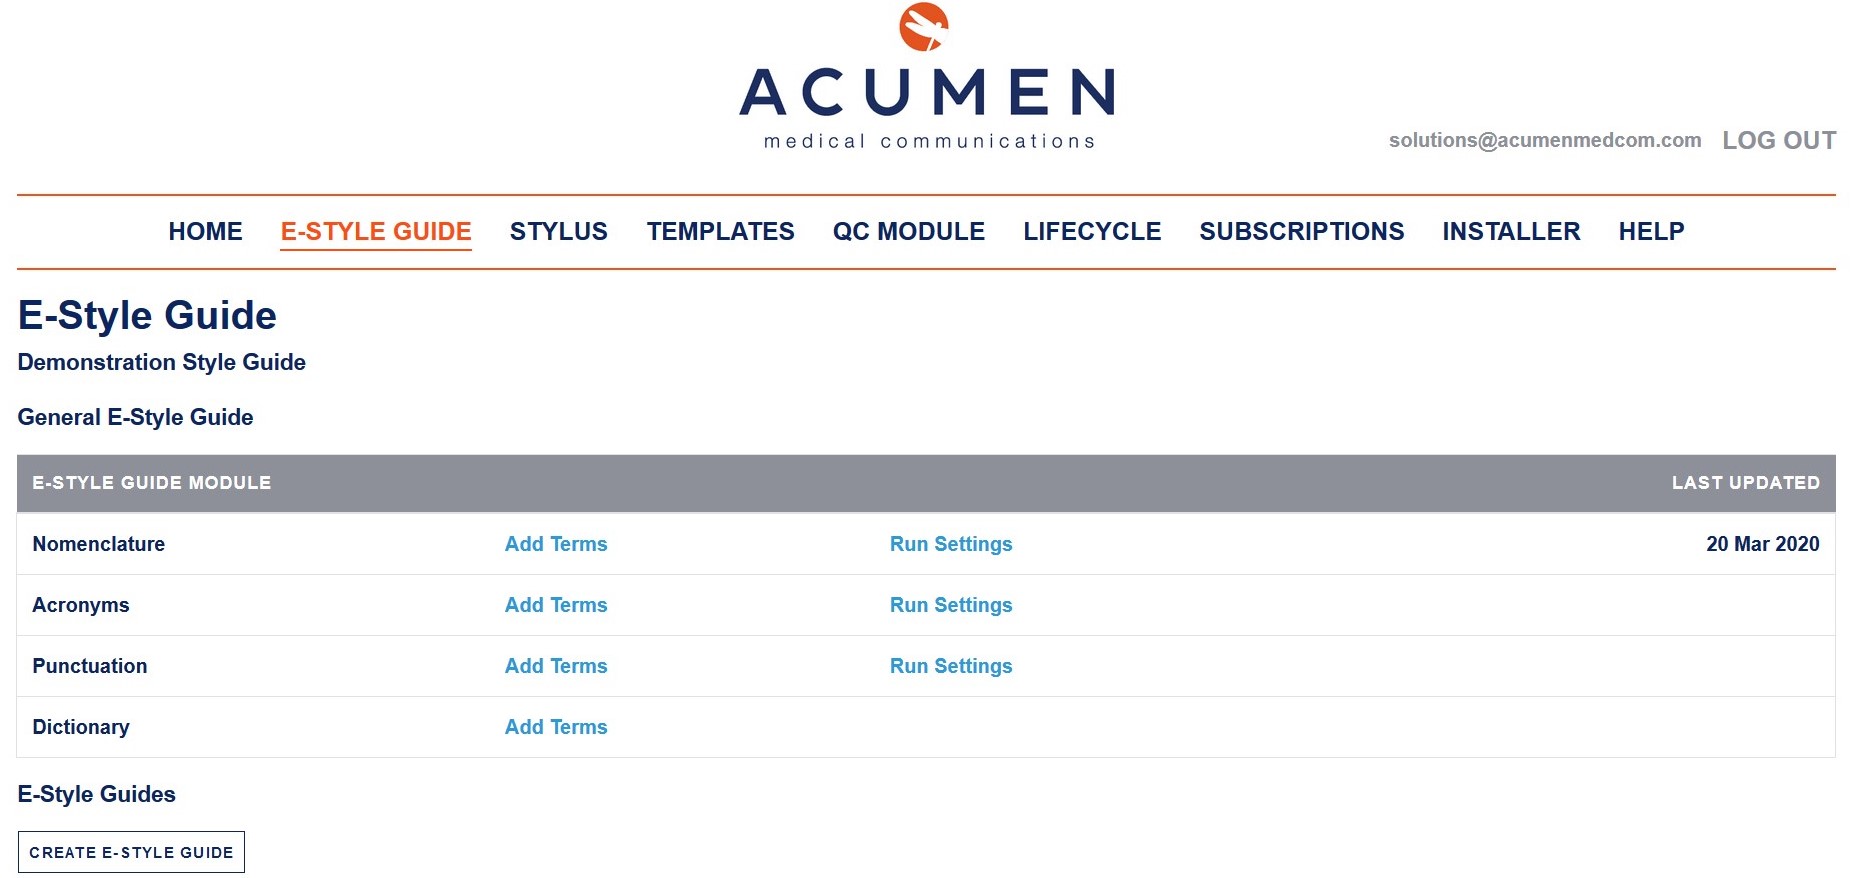 ACUMEN
medical communications
solutions@acumenmedcom.com LOG OUT
HOME E-STYLE GUIDE STYLUS TEMPLATES QC MODULE LIFECYCLE SUBSCRIPTIONS INSTALLER HELP
E-Style Guide
Demonstration Style Guide
General E-Style Guide
E-STYLE GUIDE MODULE LAST UPDATED
Nomenclature Add Terms Run Settings 20 Mar 2020
Acronyms Add Terms Run Settings
Punctuation Add Terms Run Settings
Dictionary Add Terms
E-Style Guides
CREATE E-STYLE GUIDE